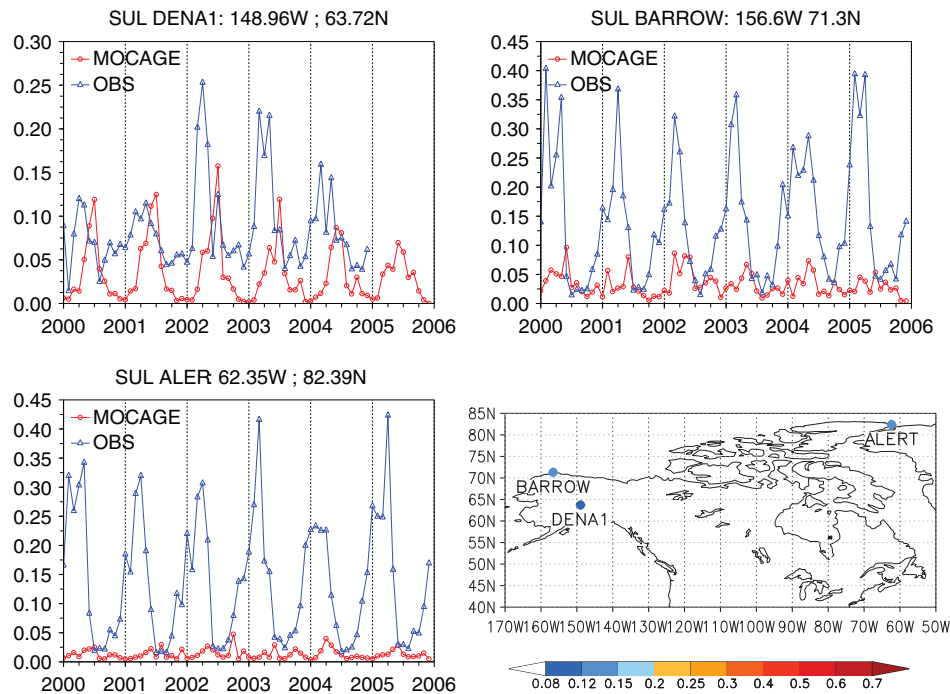 SUL DENA1: 148.96W ; 63.72N
0.30
0.25
0.20
0.15
0.10
0.05
0.00
MOCAGE
OBS
2000 2001 2002 2003 2004 2005 2006
SUL BARROW: 156.6W 71.3N
0.45
0.40
0.35
0.30
0.25
0.20
0.15
0.10
0.05
0.00
MOCAGE
OBS
2000 2001 2002 2003 2004 2005 2006
SUL ALER: 62.35W ; 82.39N
0.45
0.40
0.35
0.30
0.25
0.20
0.15
0.10
0.05
0.00
MOCAGE
OBS
2000 2001 2002 2003 2004 2005 2006
85N
80N
75N
70N
65N
60N
55N
50N
45N
40N
ALERT
BARROW
DENA1
170W 160W 150W 140W 130W 120W 110W 100W 90W 80W 70W 60W 50W
0.08 0.12 0.15 0.2 0.25 0.3 0.4 0.5 0.6 0.7